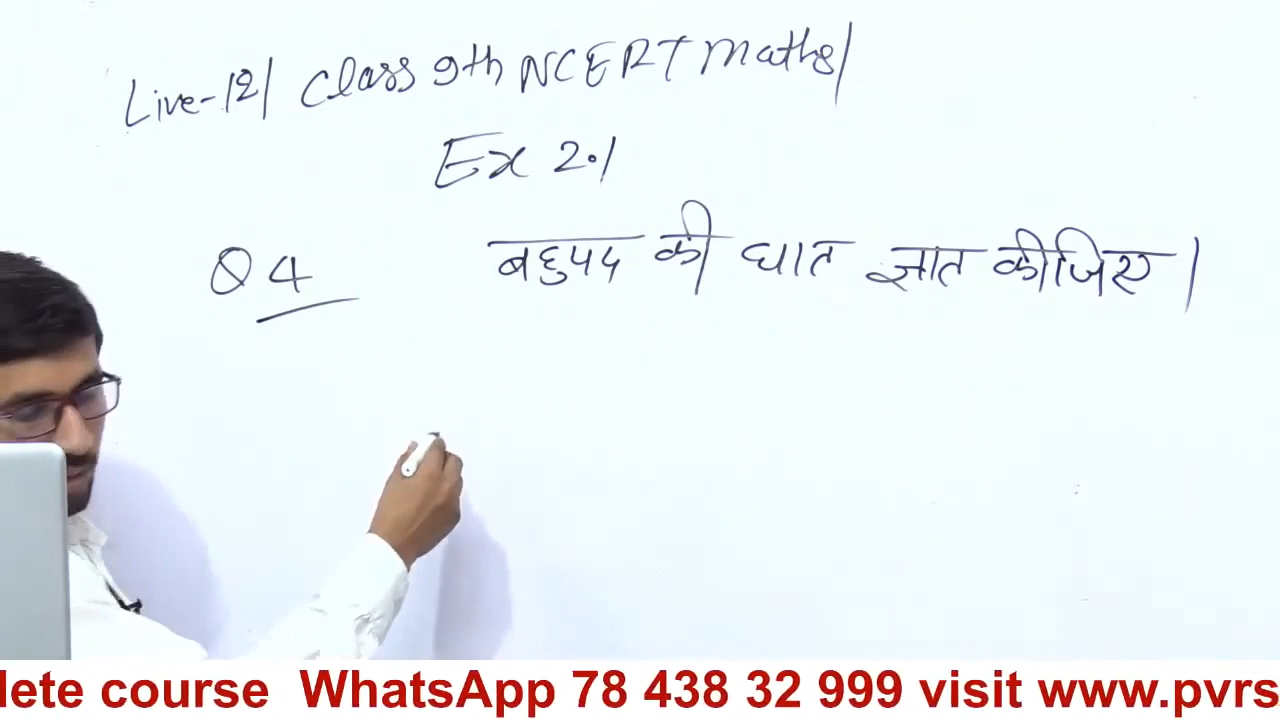 Live-12/ Class 9th NCERT Maths/
Ex 2.1
Q 4 बहुपद की घात ज्ञात कीजिए।
lete course WhatsApp 78 438 32 999 visit www.pvrs